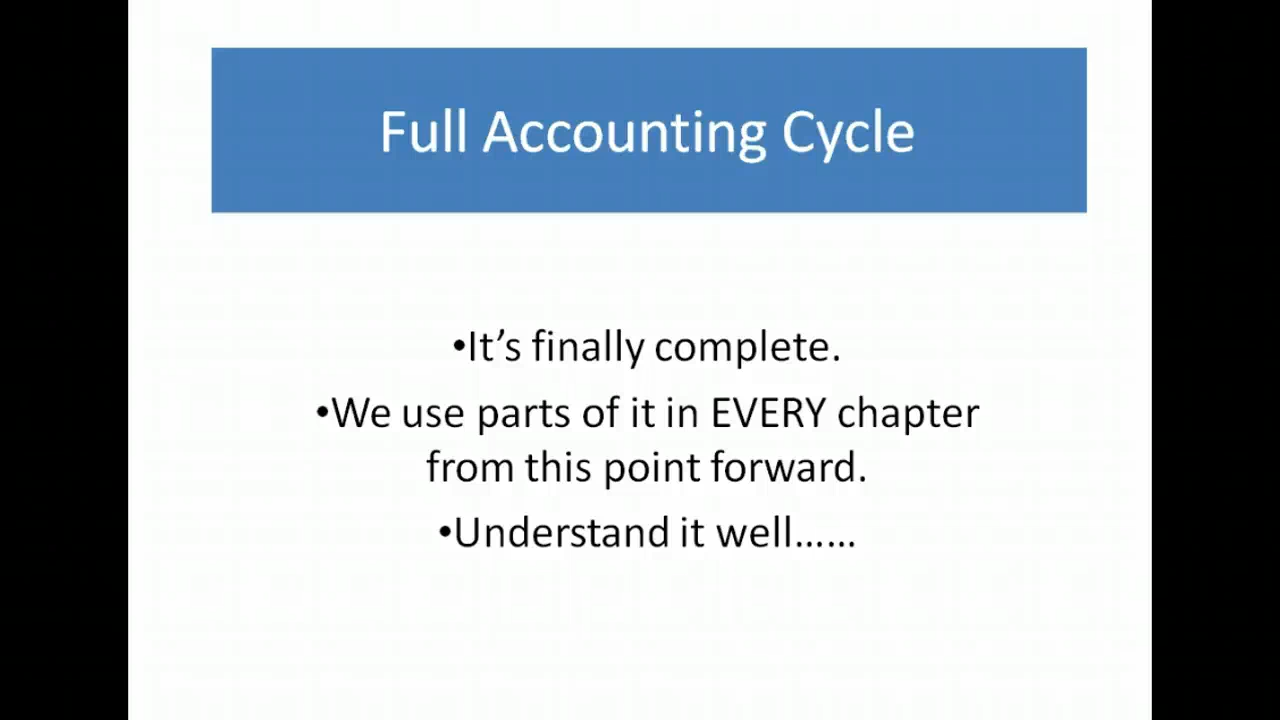 Full Accounting Cycle
•It’s finally complete.
•We use parts of it in EVERY chapter
from this point forward.
•Understand it well……